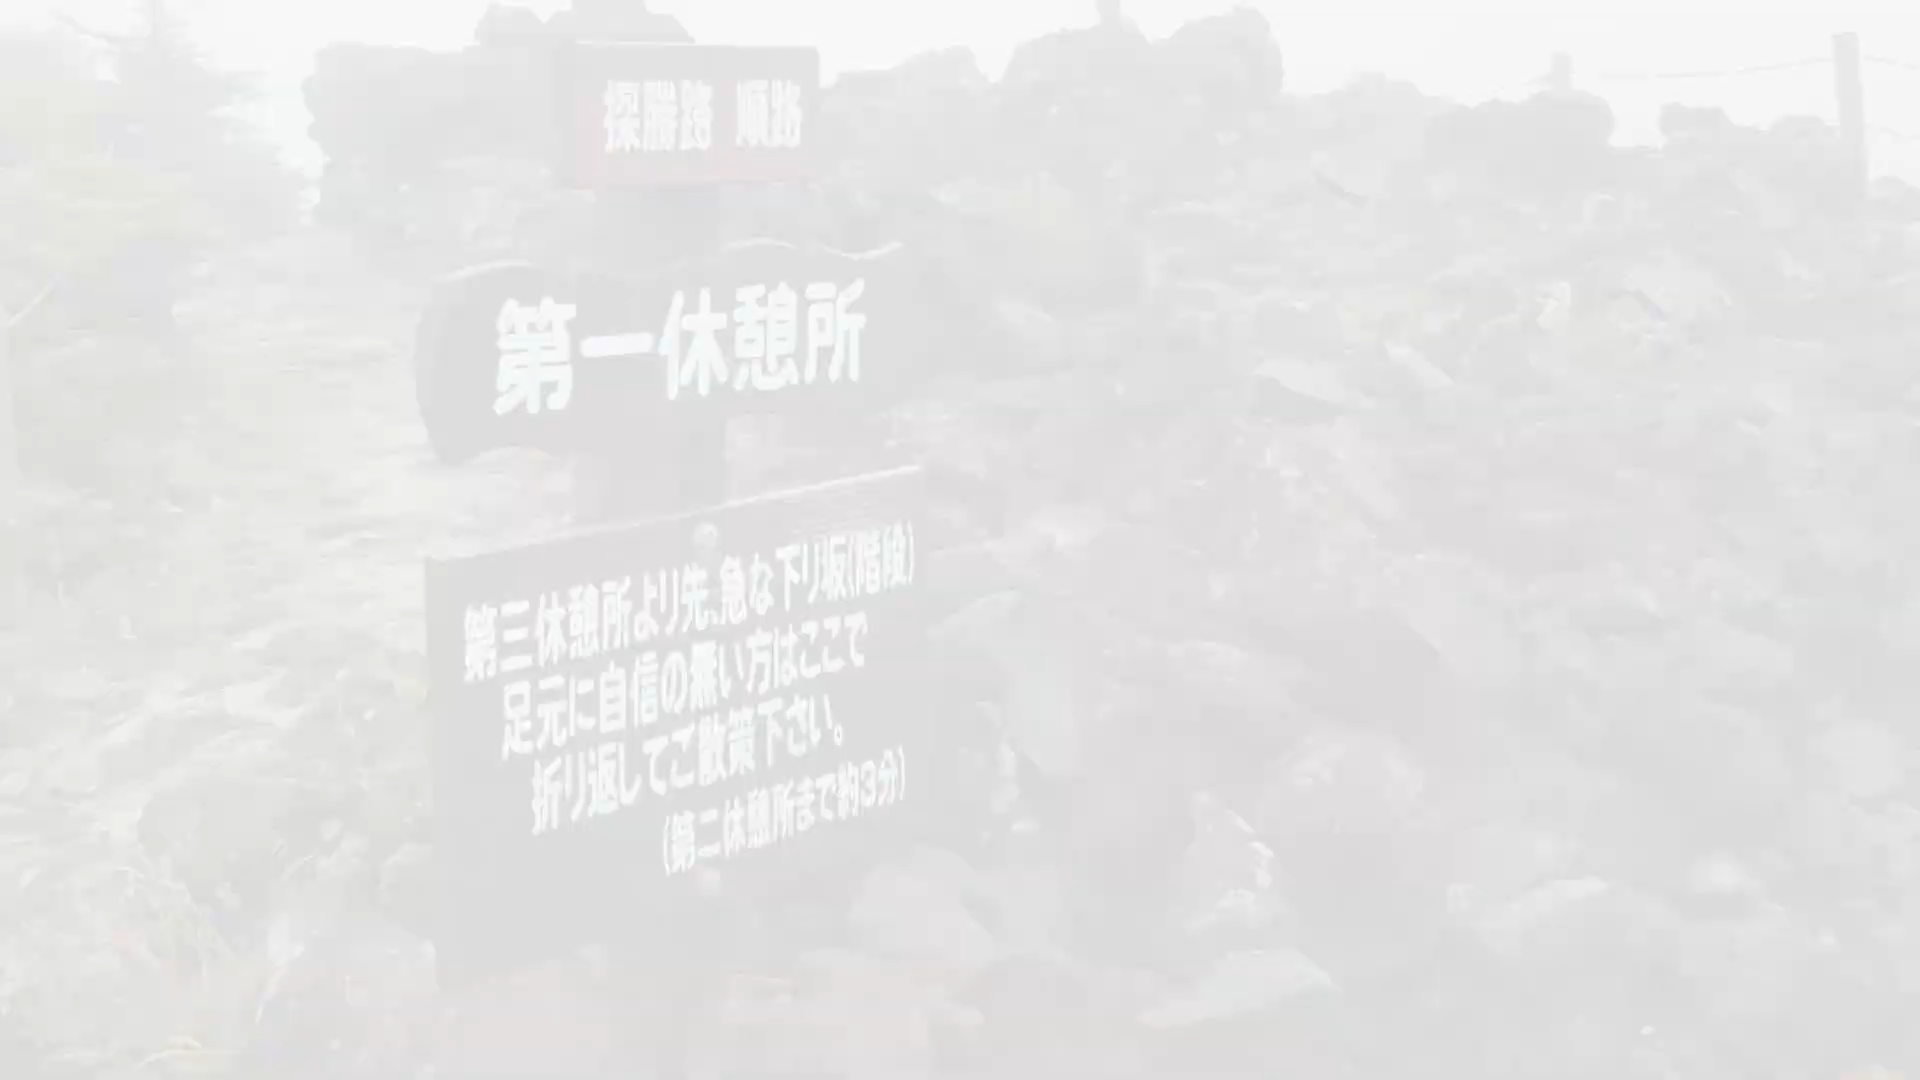 探勝路 順路
第一休憩所
第三休憩所より先、急な下り坂(階段)
足元に自信の無い方はここで
折り返してご散策下さい。
(第二休憩所まで約3分)